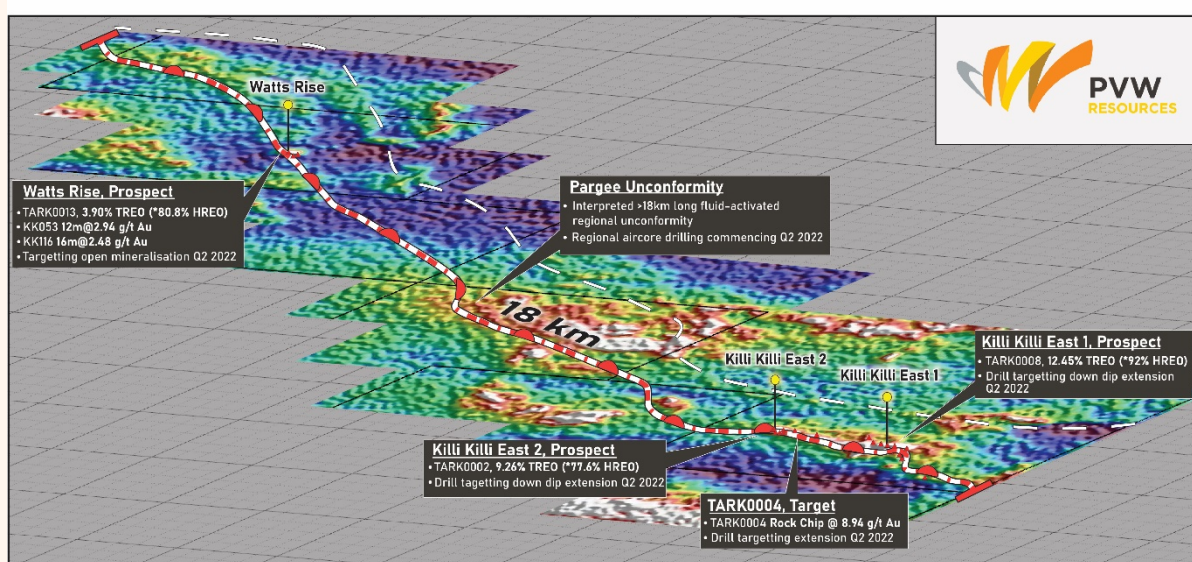 PVW
RESOURCES
Watts Rise
Watts Rise, Prospect
• TARK0013, 3.90% TREO (*80.8% HREO)
• KK053 12m@2.94 g/t Au
• KK116 16m@2.48 g/t Au
• Targetting open mineralisation Q2 2022
Pargee Unconformity
• Interpreted >18km long fluid-activated
regional unconformity
• Regional aircore drilling commencing Q2 2022
18 km
Killi Killi East 2
Killi Killi East 1
Killi Killi East 1, Prospect
• TARK0008, 12.45% TREO (*92% HREO)
• Drill targetting down dip extension
Q2 2022
Killi Killi East 2, Prospect
• TARK0002, 9.26% TREO (*77.6% HREO)
• Drill tagetting down dip extension Q2 2022
TARK0004, Target
• TARK0004 Rock Chip @ 8.94 g/t Au
• Drill targetting extension Q2 2022